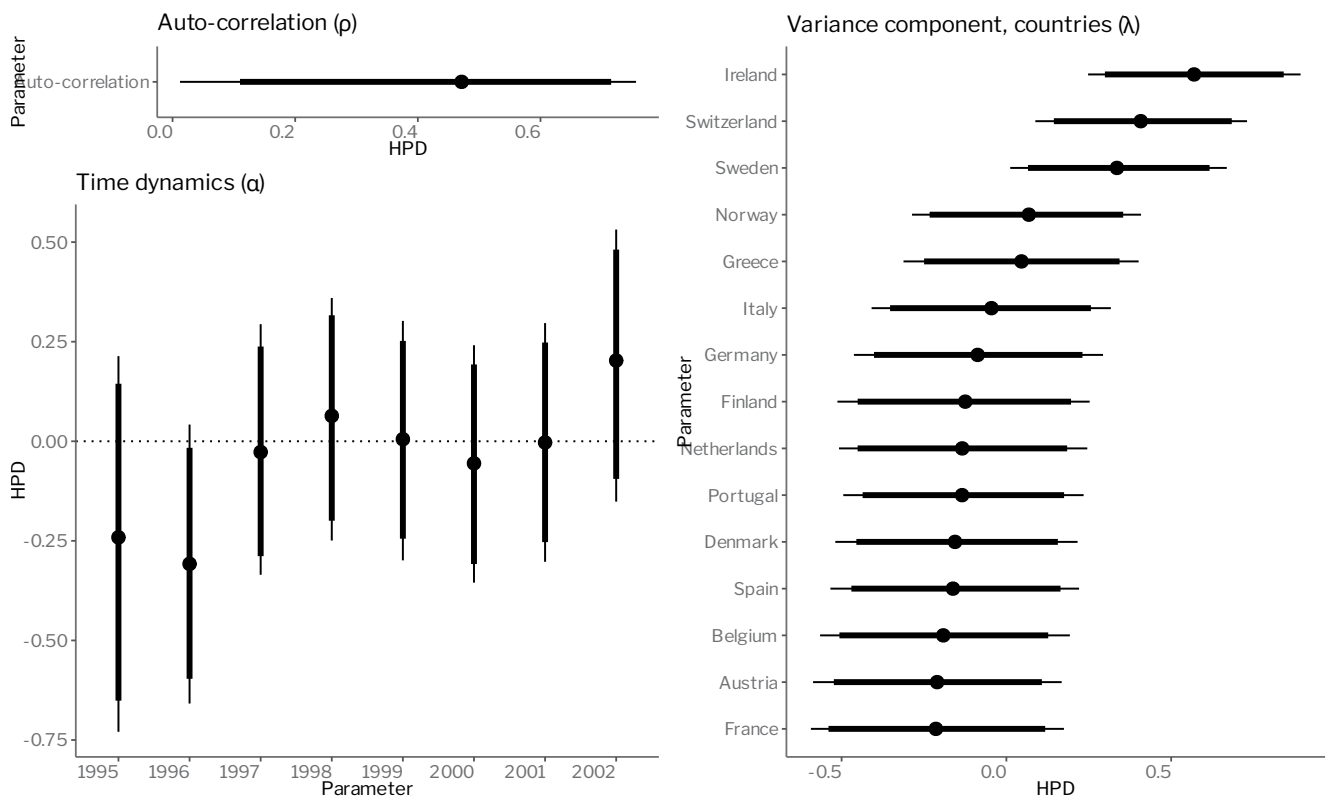 Auto-correlation (ρ)
Parameter
Auto-correlation
0.0 0.2 0.4 0.6
HPD
Time dynamics (α)
HPD
0.50
0.25
0.00
-0.25
-0.50
-0.75
1995 1996 1997 1998 1999 2000 2001 2002
Parameter
Variance component, countries (λ)
Parameter
Ireland
Switzerland
Sweden
Norway
Greece
Italy
Germany
Finland
Netherlands
Portugal
Denmark
Spain
Belgium
Austria
France
-0.5 0.0 0.5
HPD